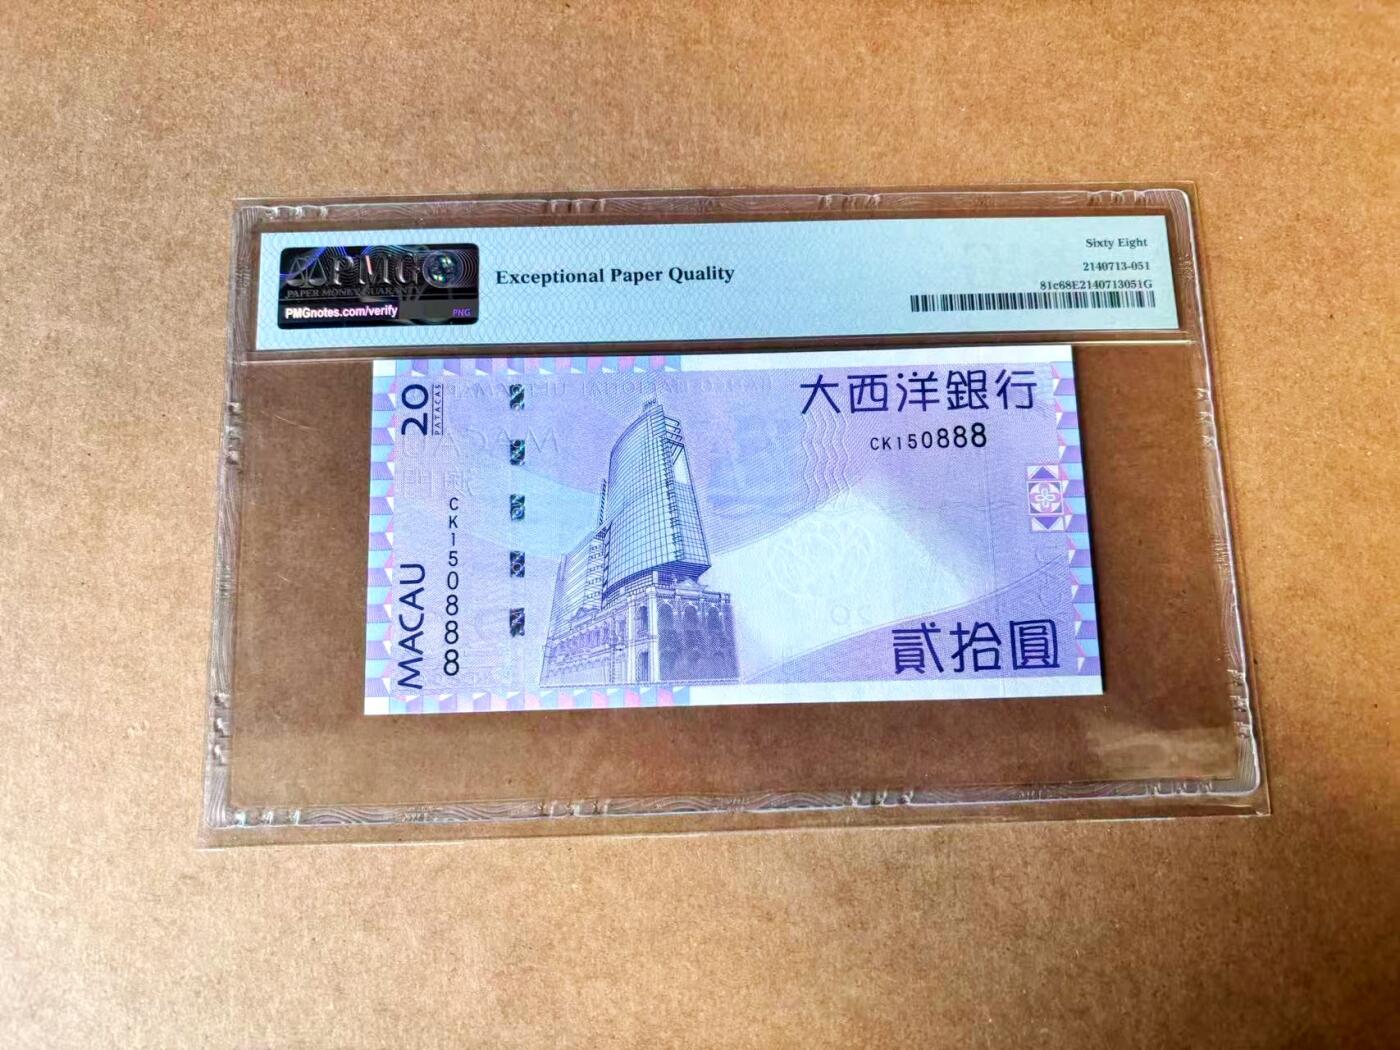 PMG
PAPER MONEY GUARANTY
PMGnotes.com/verify
PNG
Exceptional Paper Quality
Sixty Eight
2140713-051
81c68E2140713051G
20
PATACAS
MACAU
CK150888
大西洋銀行
CK150888
貳拾圓